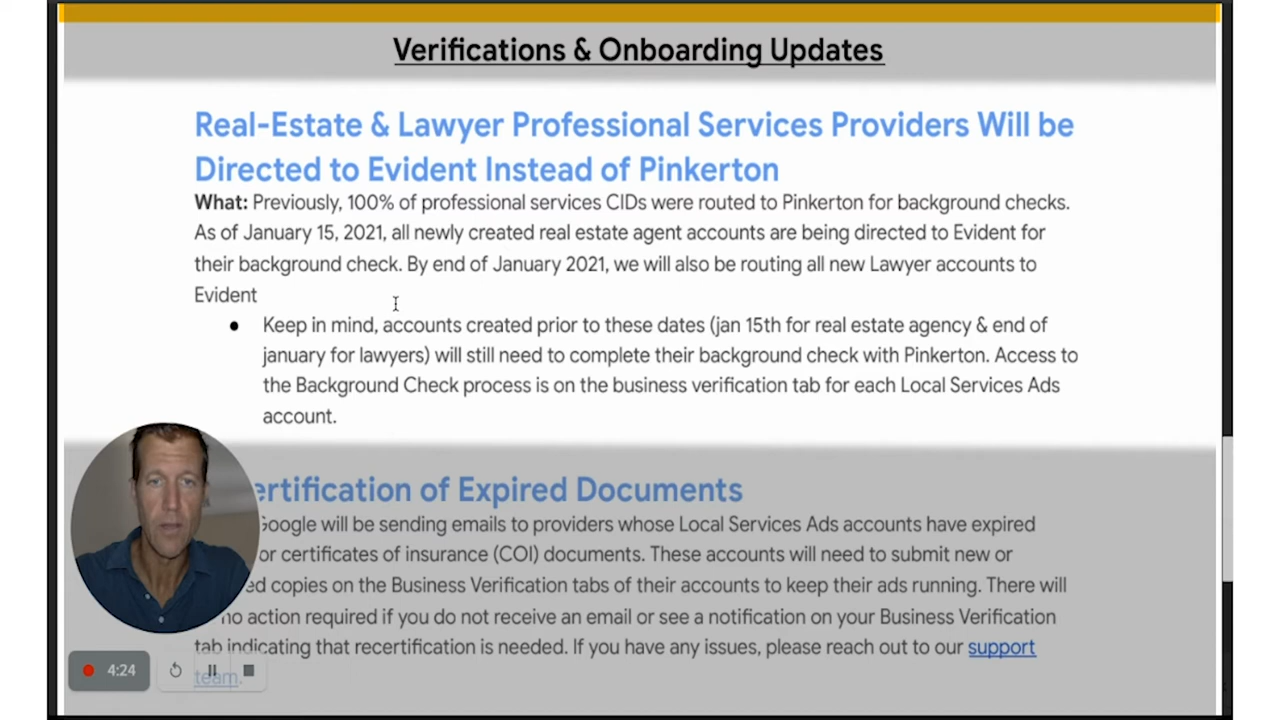 Verifications & Onboarding Updates
Real-Estate & Lawyer Professional Services Providers Will be
Directed to Evident Instead of Pinkerton
What: Previously, 100% of professional services CIDs were routed to Pinkerton for background checks.
As of January 15, 2021, all newly created real estate agent accounts are being directed to Evident for
their background check. By end of January 2021, we will also be routing all new Lawyer accounts to
Evident
● Keep in mind, accounts created prior to these dates (jan 15th for real estate agency & end of
january for lawyers) will still need to complete their background check with Pinkerton. Access to
the Background Check process is on the business verification tab for each Local Services Ads
account.
ertification of Expired Documents
Google will be sending emails to providers whose Local Services Ads accounts have expired
or certificates of insurance (COI) documents. These accounts will need to submit new or
ed copies on the Business Verification tabs of their accounts to keep their ads running. There will
no action required if you do not receive an email or see a notification on your Business Verification
tab indicating that recertification is needed. If you have any issues, please reach out to our support
team.
4:24